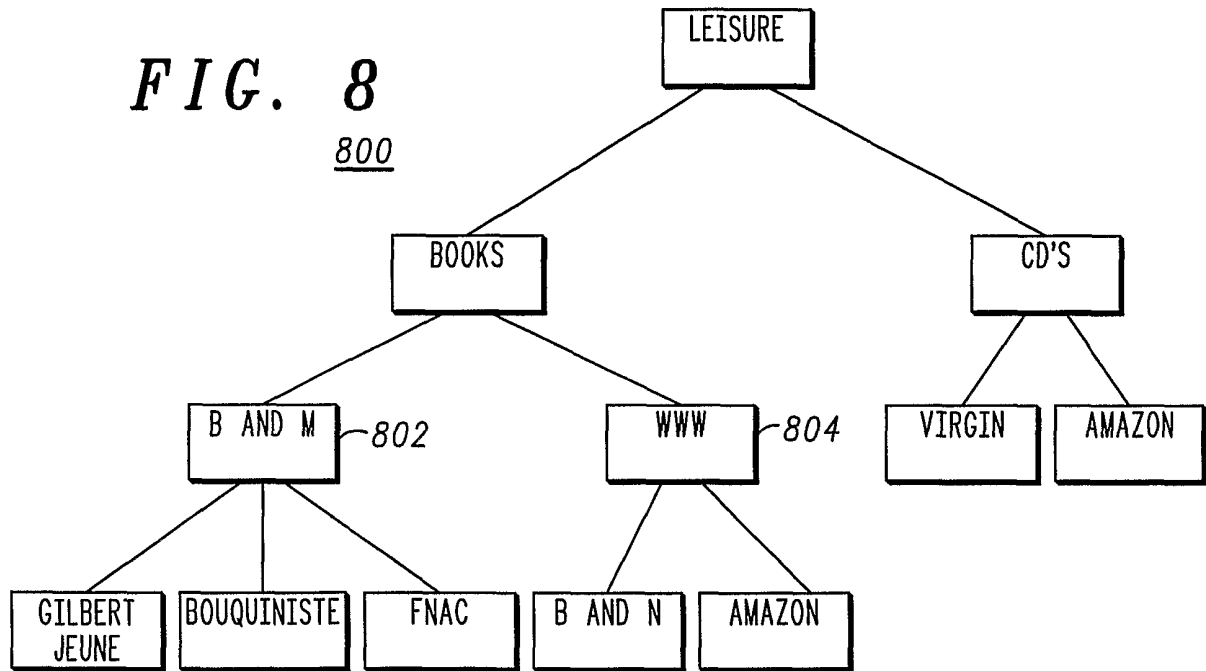 LEISURE
FIG. 8
800
BOOKS
CD'S
B AND M
802
WWW
804
VIRGIN
AMAZON
GILBERT
JEUNE
BOUQUINISTE
FNAC
B AND N
AMAZON